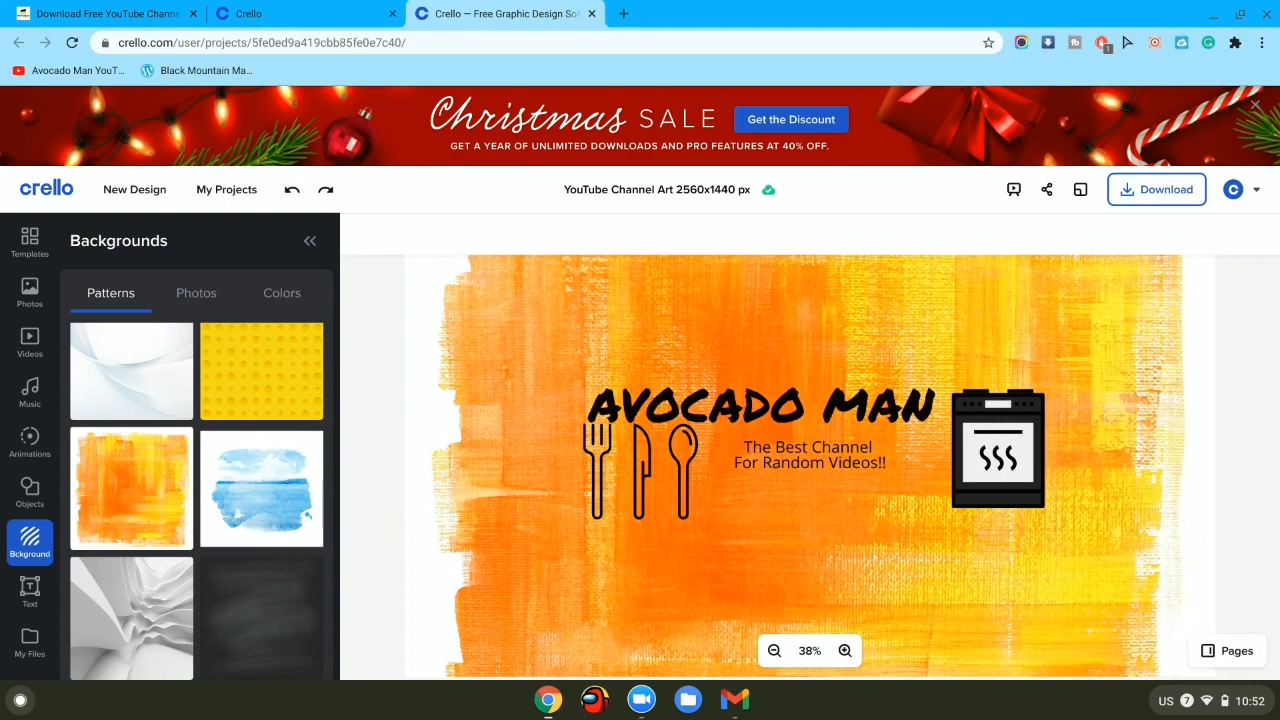 Download Free YouTube Channe
Crello
Crello — Free Graphic Design So
crello.com/user/projects/5fe0ed9a419cbb85fe0e7c40/
1
Avocado Man YouT...
Black Mountain Ma...
Christmas SALE
Get the Discount
GET A YEAR OF UNLIMITED DOWNLOADS AND PRO FEATURES AT 40% OFF.
crello
New Design
My Projects
YouTube Channel Art 2560x1440 px
Download
C
Templates
Photos
Videos
Music
Animations
Objects
Bckground
Text
My Files
Backgrounds
Patterns
Photos
Colors
AVOCADO MAN
The Best Channel
For Random Videos!!
38%
Pages
US
7
10:52